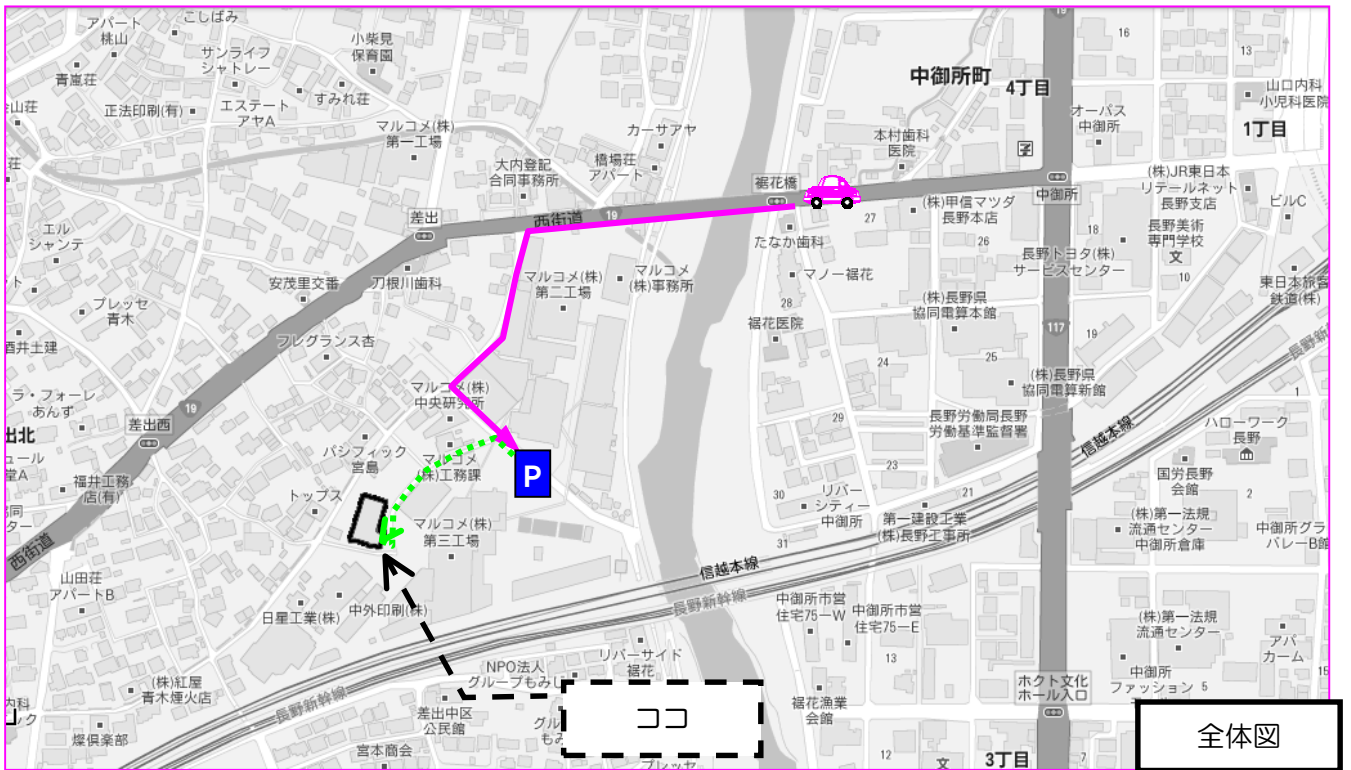 アパート
桃山
こしばみ
小柴見
保育園
サンライフ
シャトレー
青嵐荘
すみれ荘
正法印刷(有)
エステート
アヤA
山荘
荘
マルコメ(株)
第一工場
カーサアヤ
大内登記
合同事務所
橋場荘
アパート
中御所町
4丁目
16
19
13
山口内科
小児科医院
オーパス
中御所
1丁目
本村歯科
医院
裾花橋
中御所
(株)JR東日本
リテールネット
長野支店
ビルC
差出
西街道
19
27
(株)甲信マツダ
長野本店
26
18
長野美術
専門学校
文
エル
シャンテ
たなか歯科
長野トヨタ(株)
サービスセンター
10
安茂里交番
刀根川歯科
マルコメ(株)
第二工場
マルコメ
(株)事務所
マノー裾花
28
東日本旅客
鉄道(株)
プレッセ
青木
(株)長野県
協同電算本館
裾花医院
117
19
長野新幹
酒井土建
フレグランス杏
24
25
(株)長野県
協同電算新館
ラ・フォーレ
あんず
マルコメ(株)
中央研究所
1
19
差出西
出北
29
長野労働局長野
労働基準監督署
信越本線
ハローワーク
長野
パシフィック
宮島
マルコメ
(株)工務課
P
23
国労長野
会館
福井工務
店(有)
トップス
30
リバー
シティー
中御所
21
2
マルコメ(株)
第三工場
第一建設工業
(株)長野工事所
(株)第一法規
流通センター
中御所倉庫
中御所グラ
バレーB館
西街道
31
山田荘
アパートB
信越本線
長野新幹線
日星工業(株)
中外印刷(株)
中御所市営
住宅75-W
中御所市営
住宅75-E
(株)第一法規
流通センター
アパ
カーム
13
リバーサイド
裾花
NPO法人
グループもみじ
中御所
ファッション
5
15
(株)紅屋
青木煙火店
長野新幹線
ホクト文化
ホール入口
差出中区
公民館
ココ
裾花漁業
会館
全体図
燦倶楽部
宮本商会
プレッセ
12
文
3丁目
7